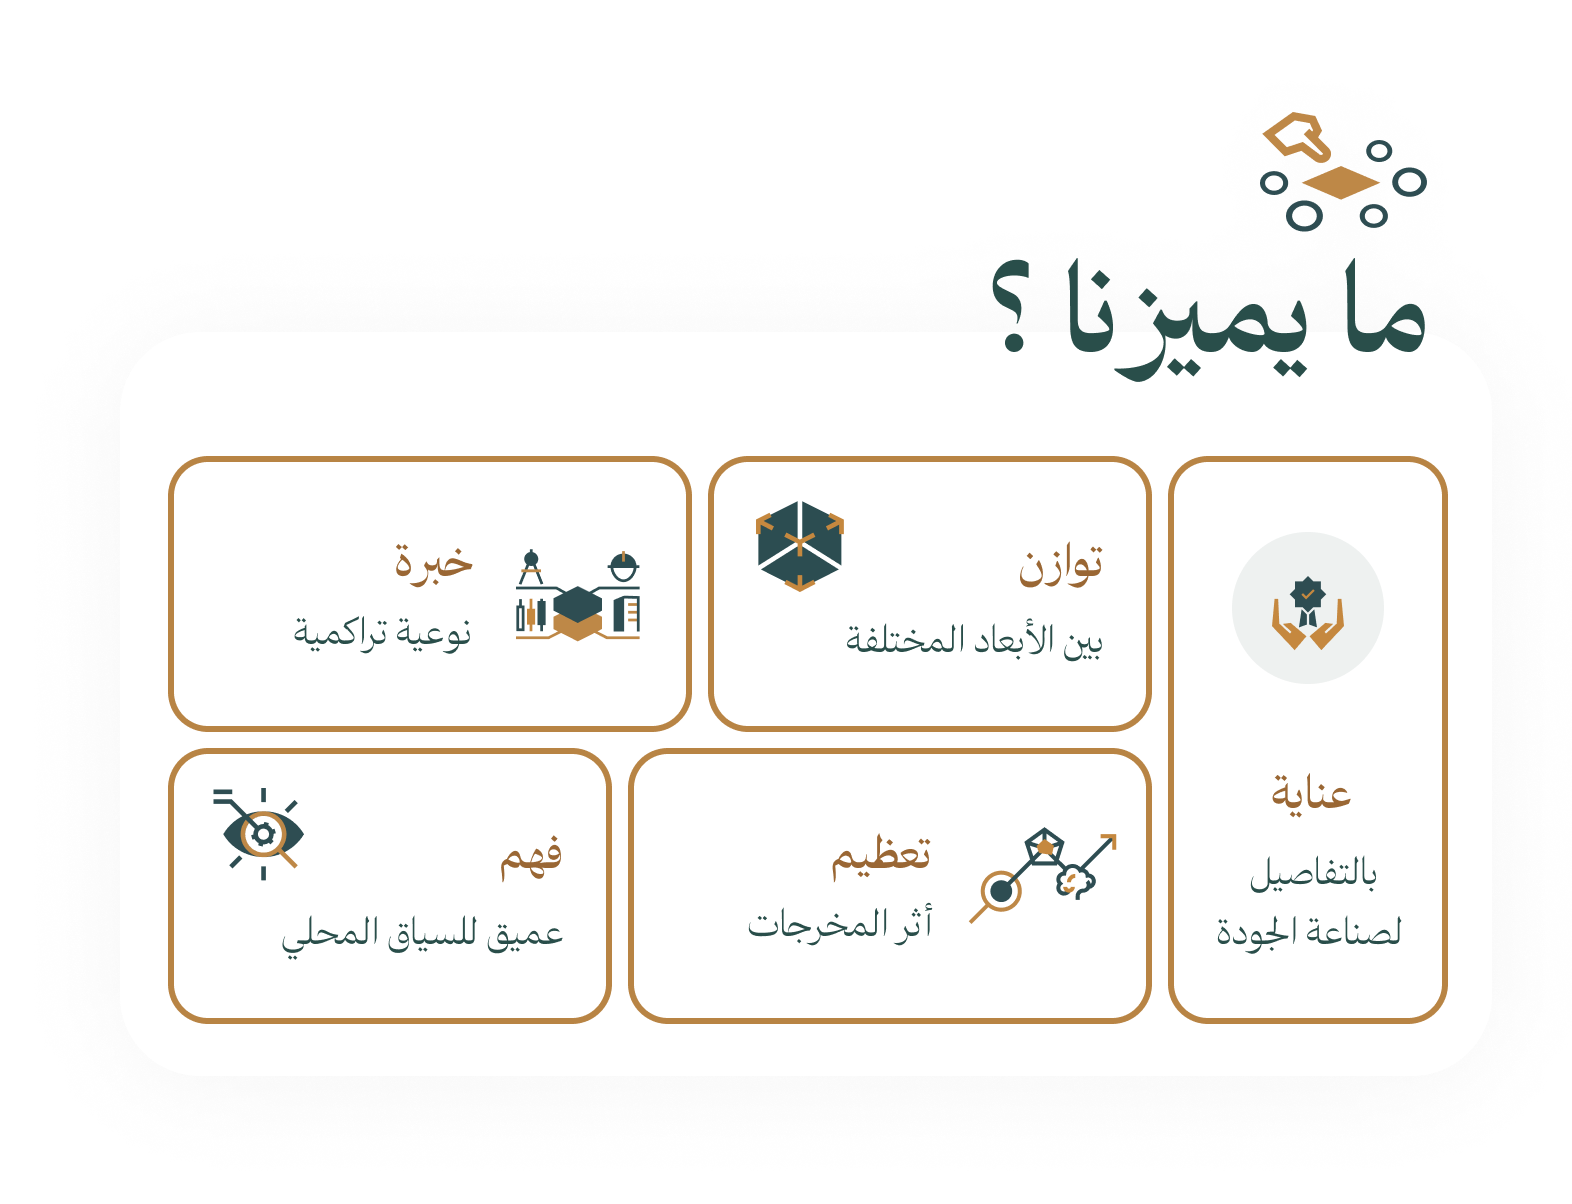 ما يميزنا ؟
عناية
بالتفاصيل
لصناعة الجودة
توازن
بين الأبعاد المختلفة
خبرة
نوعية تراكمية
تعظيم
أثر المخرجات
فهم
عميق للسياق المحلي